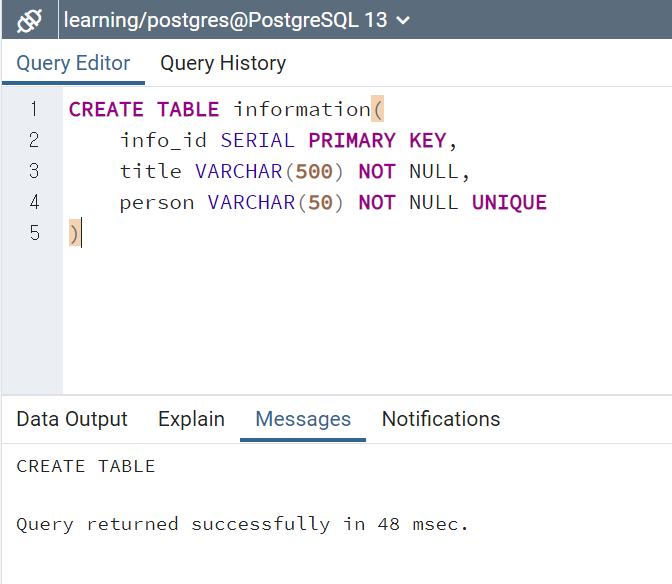 learning/postgres@PostgreSQL 13
Query Editor Query History
1 CREATE TABLE information(
2 info_id SERIAL PRIMARY KEY,
3 title VARCHAR(500) NOT NULL,
4 person VARCHAR(50) NOT NULL UNIQUE
5 )
Data Output Explain Messages Notifications
CREATE TABLE
Query returned successfully in 48 msec.